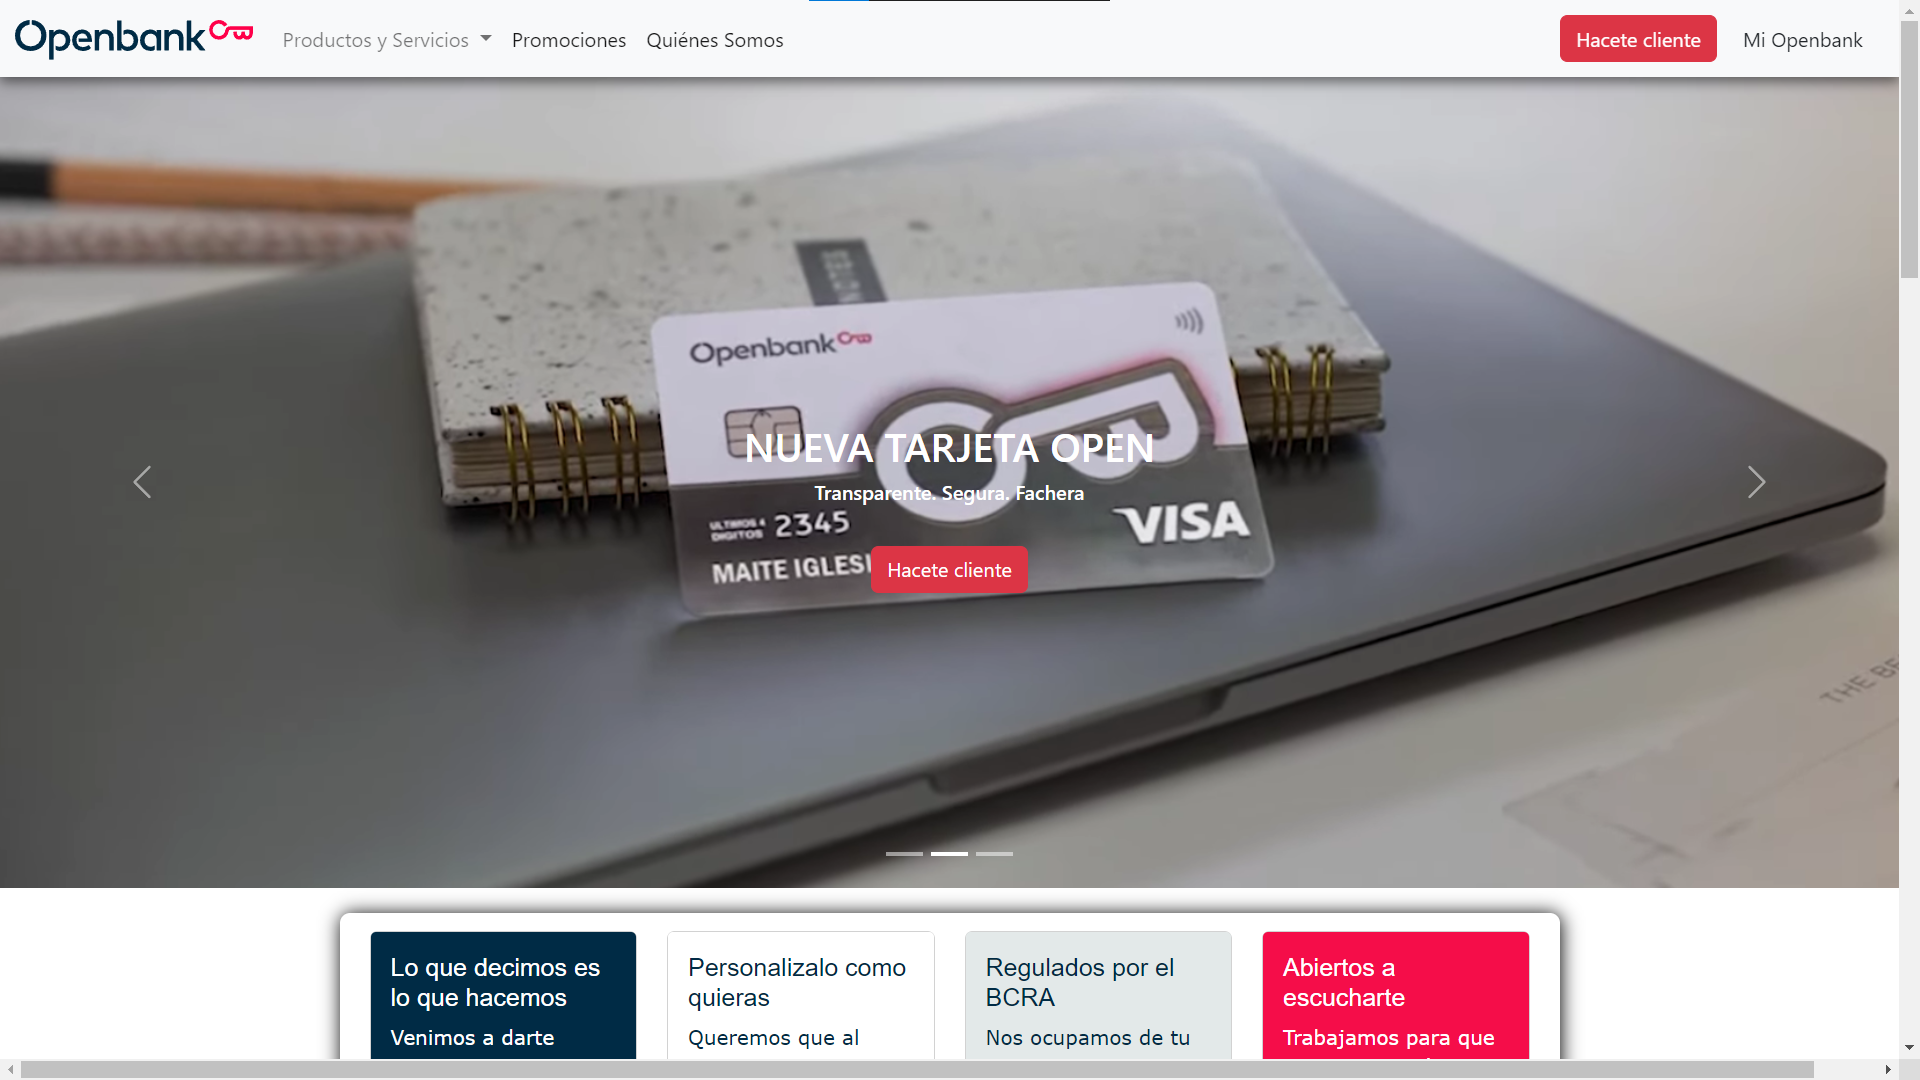 Openbank
Productos y Servicios
Promociones
Quiénes Somos
Hacete cliente
Mi Openbank
Openbank
NUEVA TARJETA OPEN
Transparente. Segura. Fachera
ULTIMOS 4
DIGITOS
2345
VISA
MAITE IGLESI
Hacete cliente
THE BE
Lo que decimos es
lo que hacemos
Venimos a darte
Personalizalo como
quieras
Queremos que al
Regulados por el
BCRA
Nos ocupamos de tu
Abiertos a
escucharte
Trabajamos para que